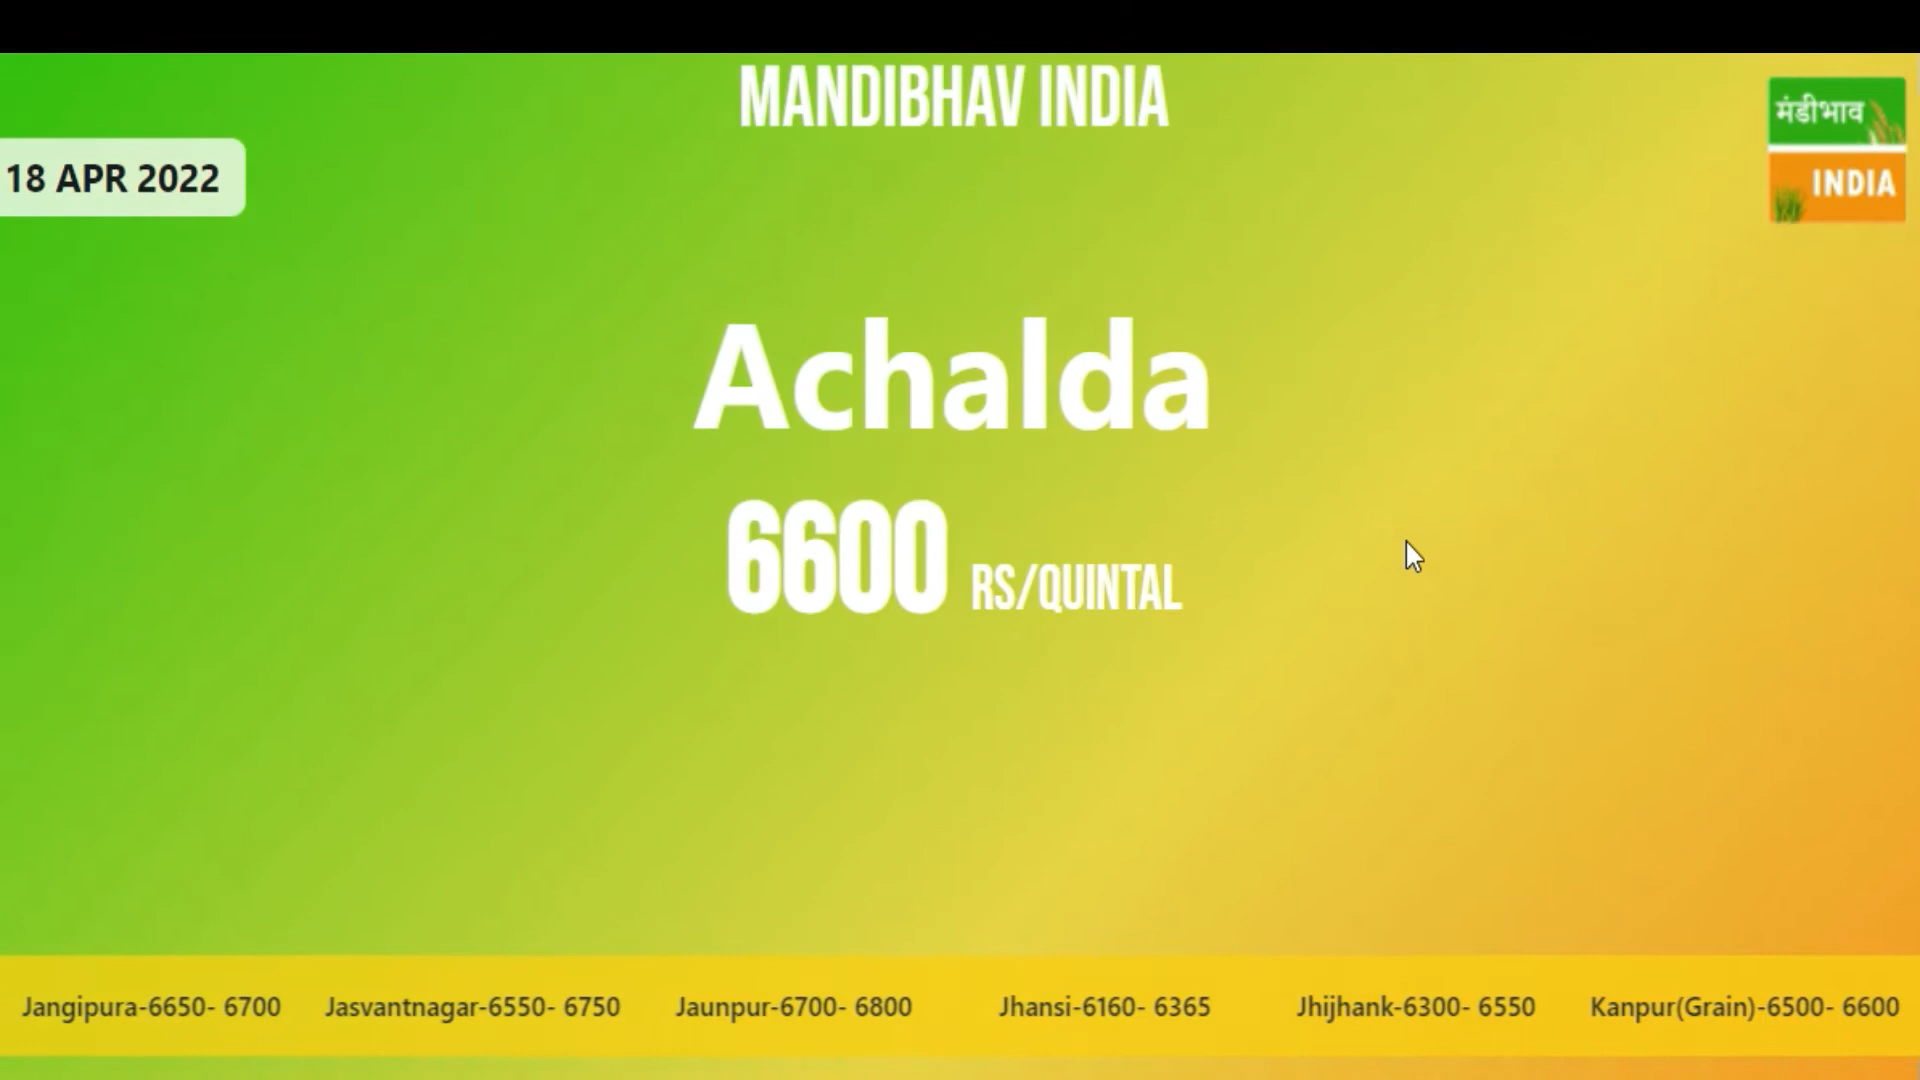 MANDIBHAV INDIA
मंडीभाव
INDIA
18 APR 2022
Achalda
6600 RS/QUINTAL
Jangipura-6650- 6700 Jasvantnagar-6550- 6750 Jaunpur-6700- 6800 Jhansi-6160- 6365 Jhijhank-6300- 6550 Kanpur(Grain)-6500- 6600